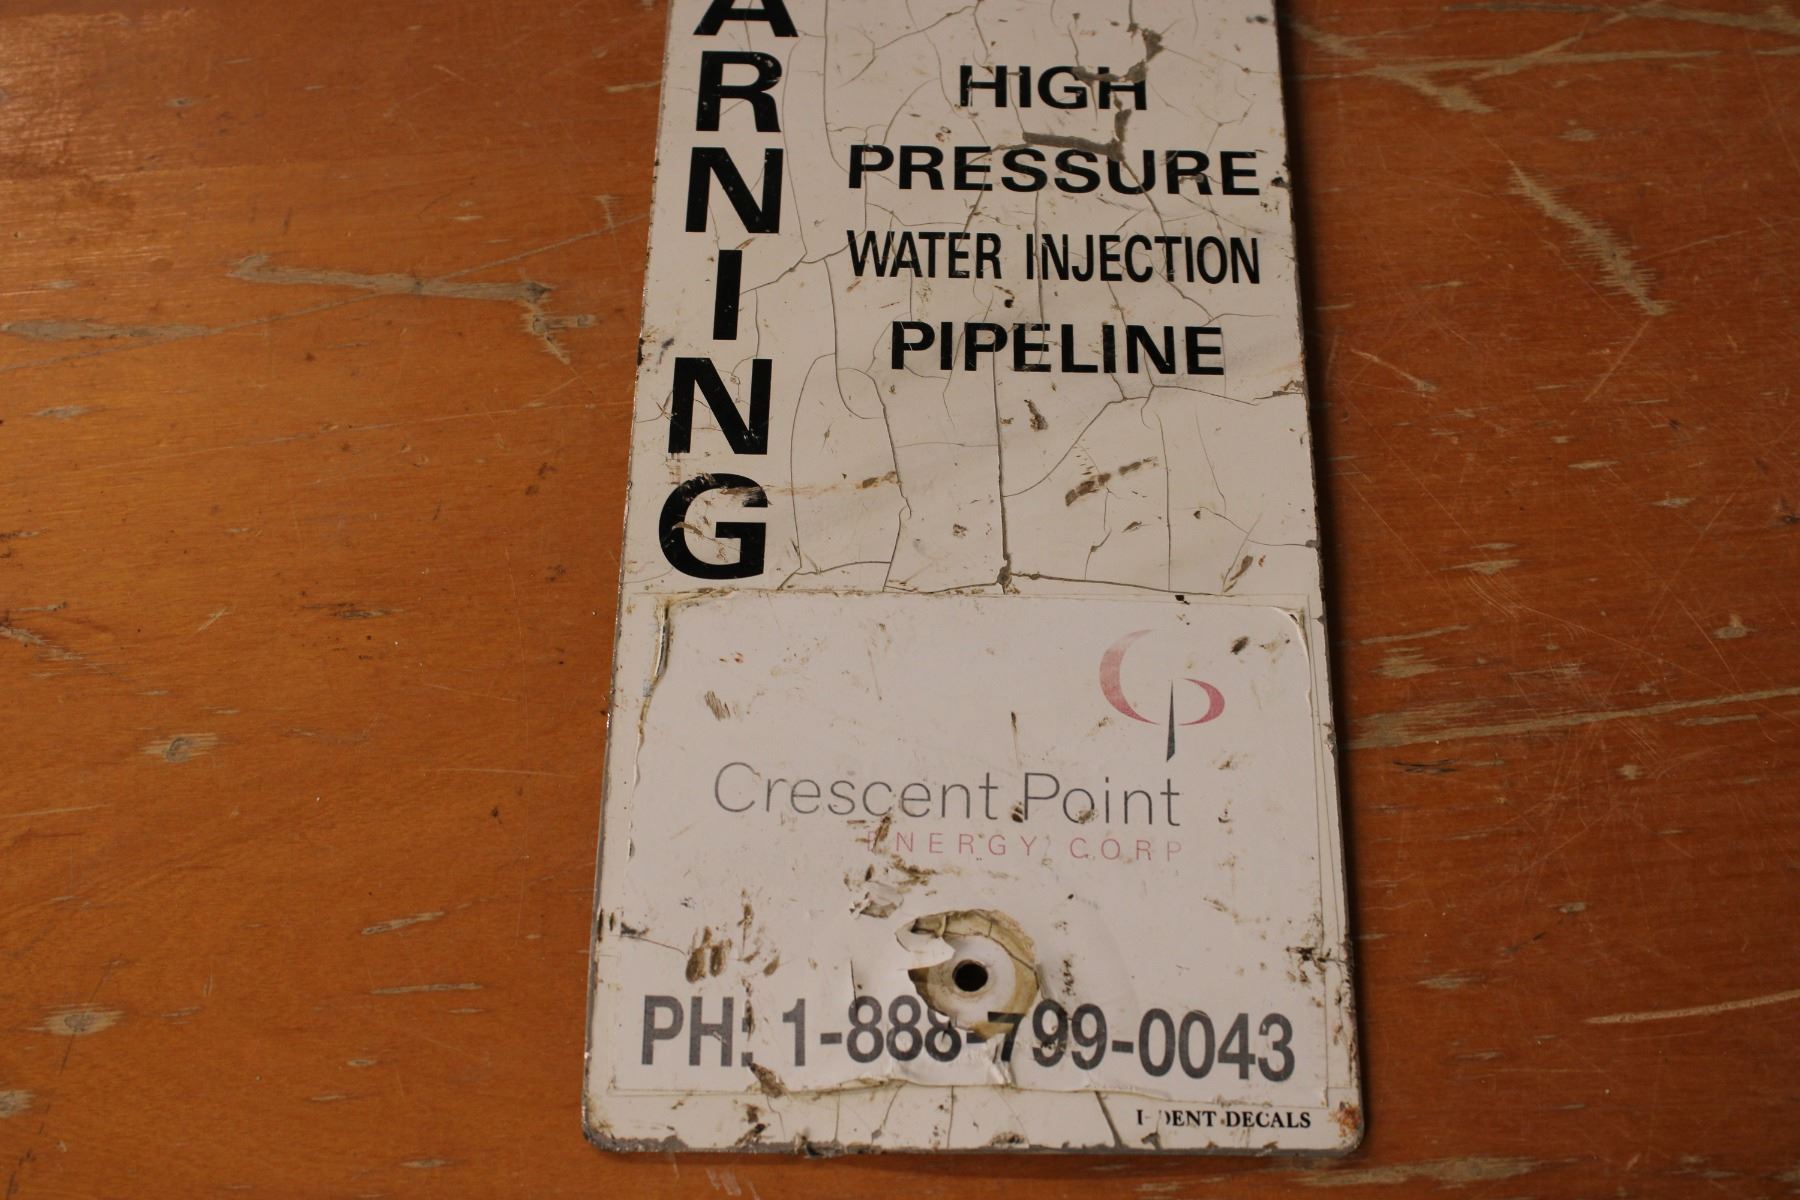 ARNING
HIGH
PRESSURE
WATER INJECTION
PIPELINE
Crescent Point
ENERGY CORP
PH: 1-888-799-0043
I-DENT DECALS